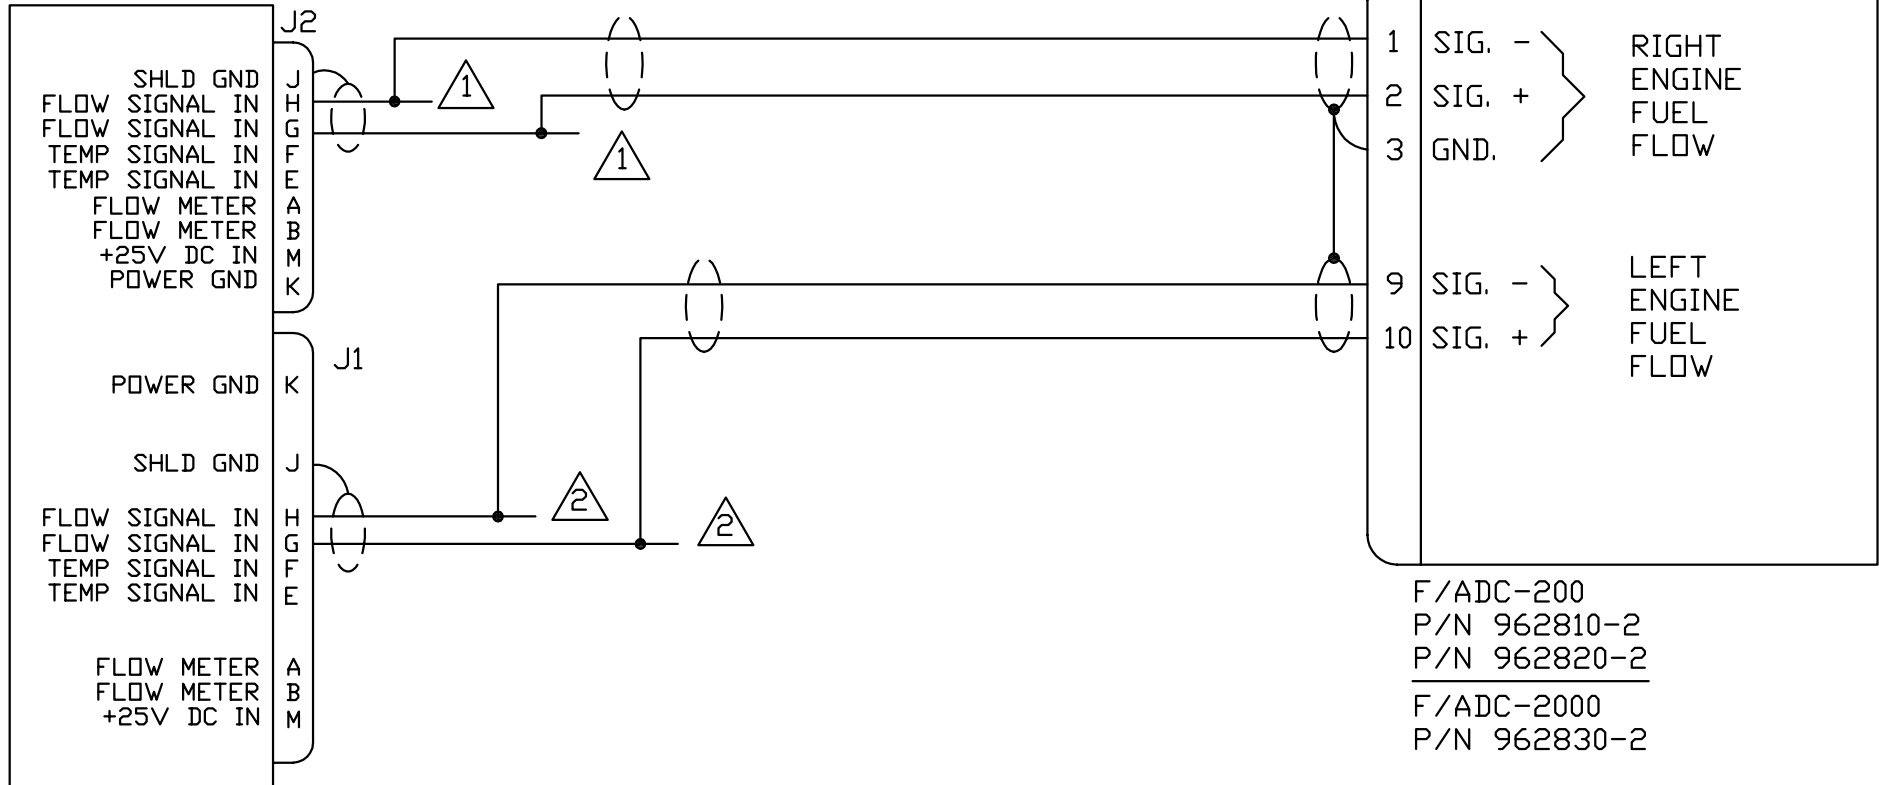 J2
SHLD GND J
FLOW SIGNAL IN H
FLOW SIGNAL IN G
TEMP SIGNAL IN F
TEMP SIGNAL IN E
FLOW METER A
FLOW METER B
+25V DC IN M
POWER GND K
1
1
J1
POWER GND K
SHLD GND J
FLOW SIGNAL IN H
FLOW SIGNAL IN G
TEMP SIGNAL IN F
TEMP SIGNAL IN E
FLOW METER A
FLOW METER B
+25V DC IN M
2
2
1 SIG. -
2 SIG. +
3 GND.
RIGHT
ENGINE
FUEL
FLOW
9 SIG. -
10 SIG. +
LEFT
ENGINE
FUEL
FLOW
F/ADC-200
P/N 962810-2
P/N 962820-2
F/ADC-2000
P/N 962830-2